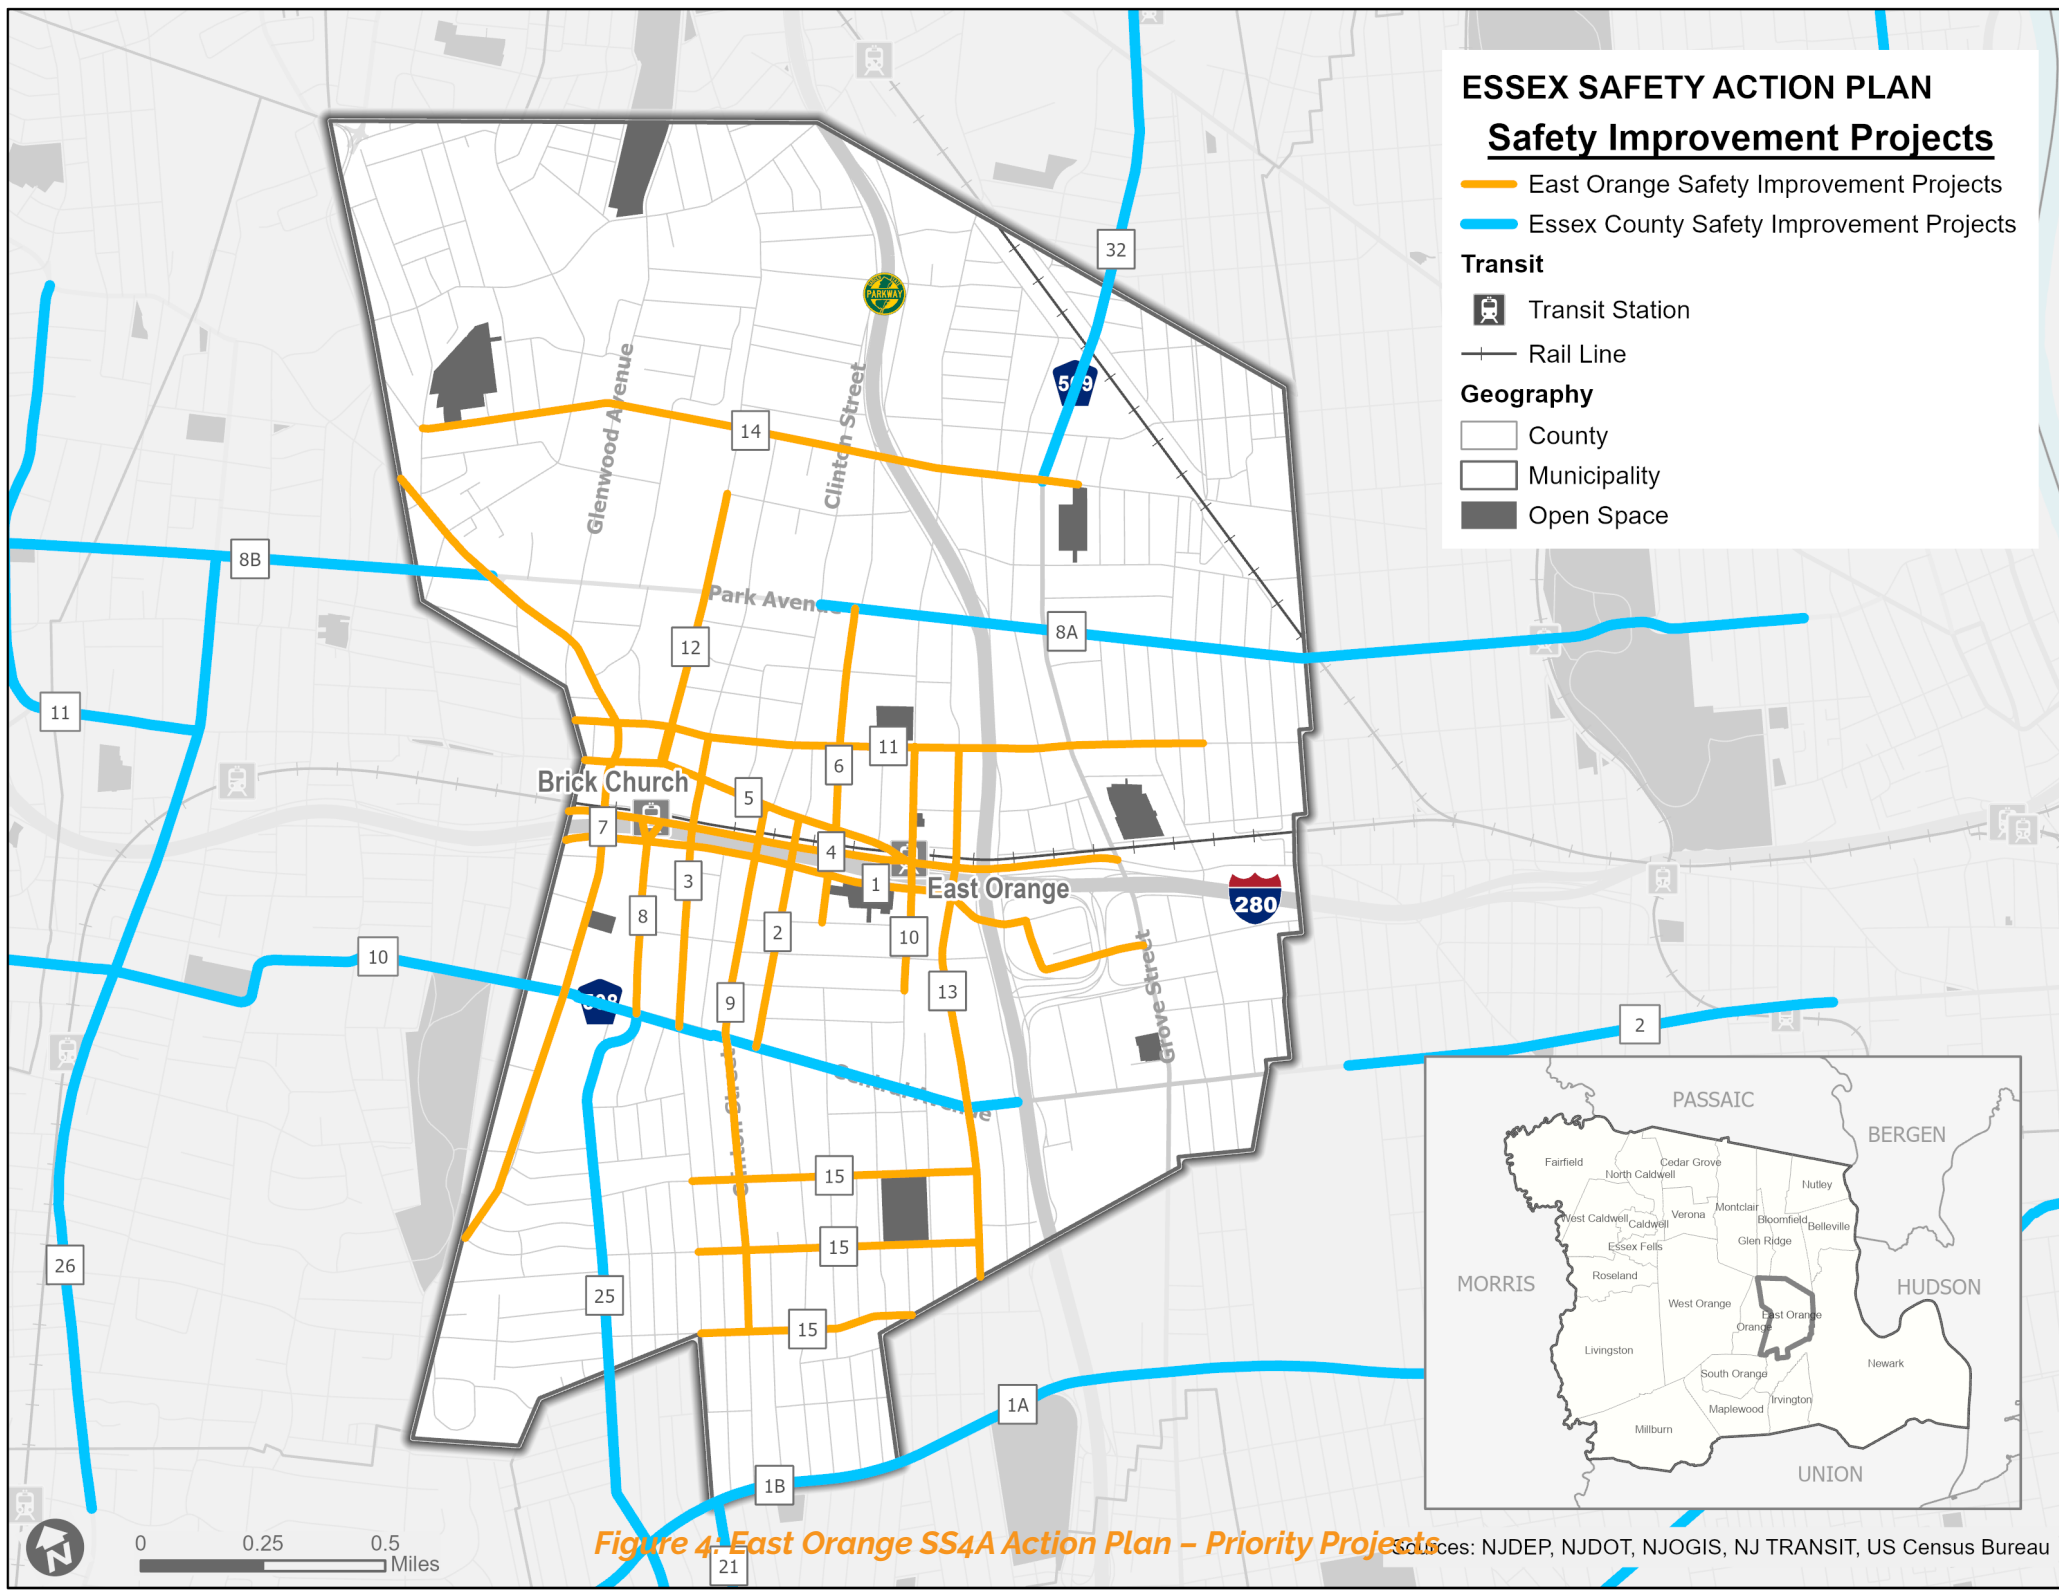 ESSEX SAFETY ACTION PLAN
Safety Improvement Projects
East Orange Safety Improvement Projects
Essex County Safety Improvement Projects
Transit
Transit Station
Rail Line
Geography
County
Municipality
Open Space
32
PARKWAY
509
Glenwood Avenue
Clinton Street
14
8B
Park Avenue
8A
12
11
11
6
Brick Church
5
7
4
3
1
East Orange
280
8
2
10
10
9
13
Grove Street
2
Central Avenue
15
15
15
26
25
1A
1B
21
PASSAIC
BERGEN
Fairfield
Cedar Grove
North Caldwell
Nutley
Montclair
West Caldwell
Caldwell
Verona
Bloomfield
Belleville
Glen Ridge
Essex Fells
Roseland
MORRIS
HUDSON
West Orange
East Orange
Orange
Livingston
Newark
South Orange
Irvington
Maplewood
Millburn
UNION
N
0 0.25 0.5
Miles
Figure 4: East Orange SS4A Action Plan – Priority Projects
Sources: NJDEP, NJDOT, NJOGIS, NJ TRANSIT, US Census Bureau